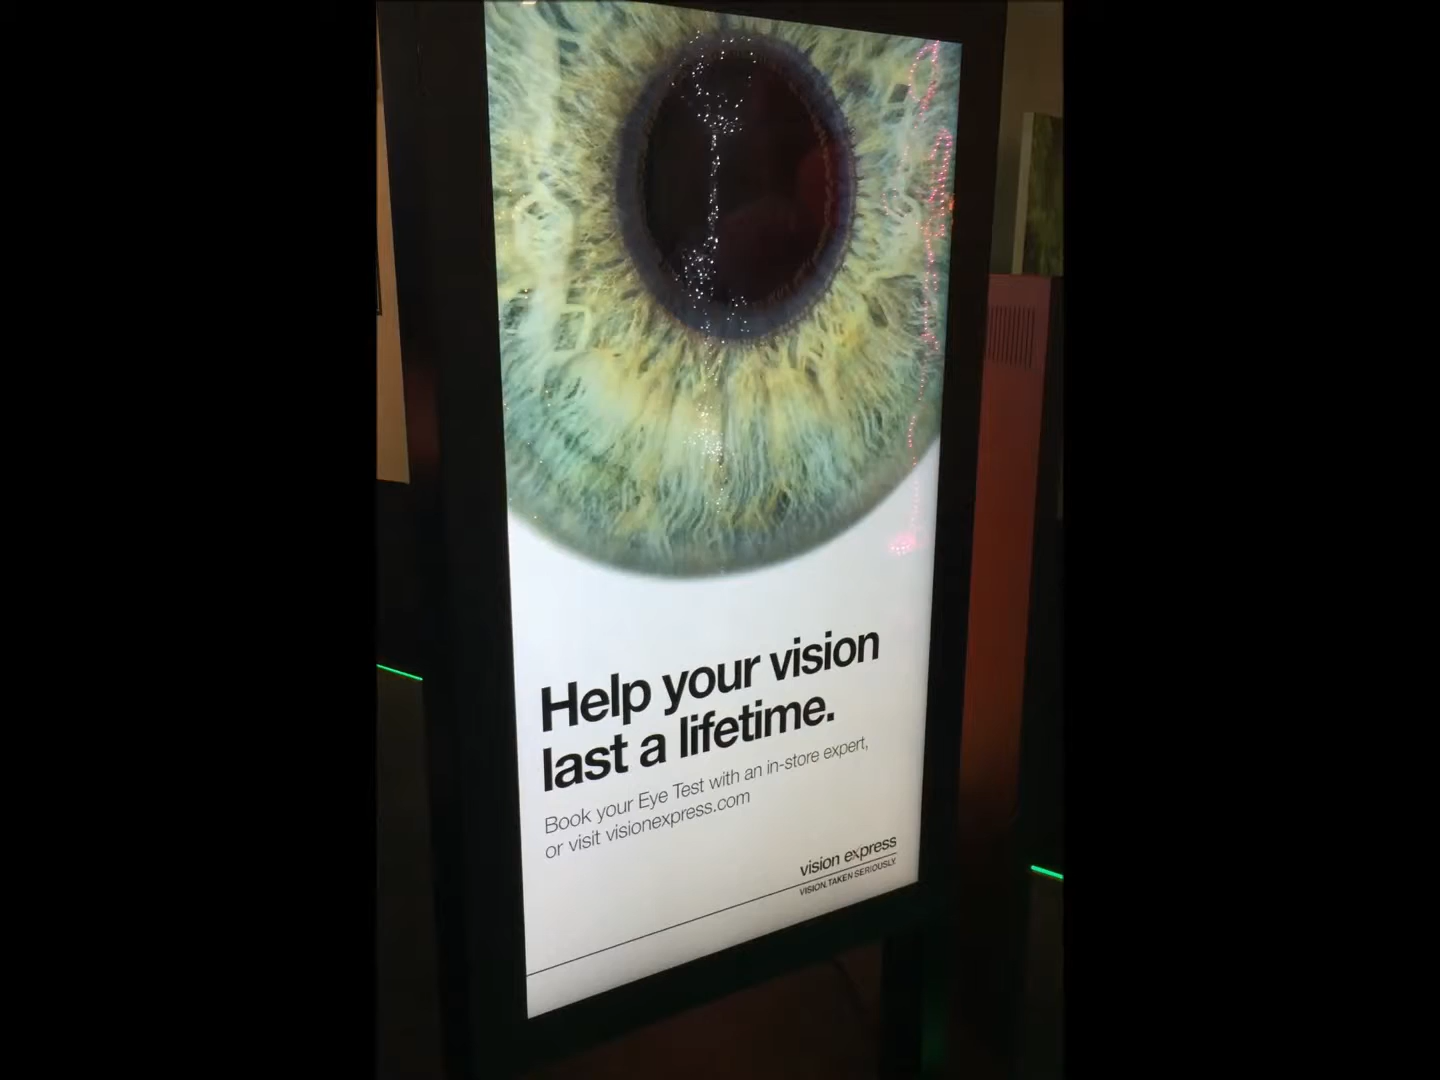 Help your vision
last a lifetime.
Book your Eye Test with an in-store expert,
or visit visionexpress.com
vision express
VISION. TAKEN SERIOUSLY.